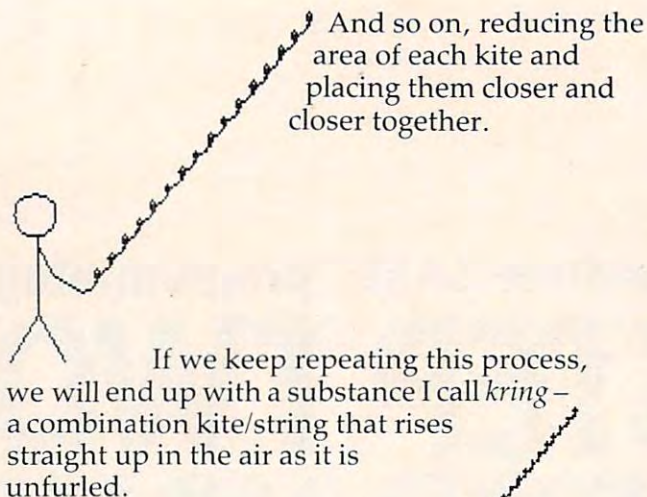 And so on, reducing the
area of each kite and
placing them closer and
closer together.
If we keep repeating this process,
we will end up with a substance I call kring –
a combination kite/string that rises
straight up in the air as it is
unfurled.